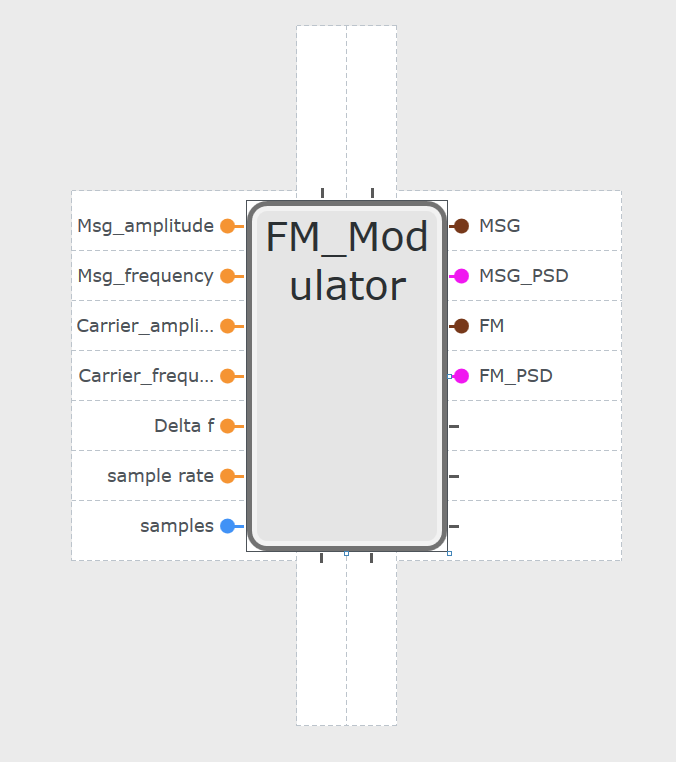 FM_Mod
ulator
Msg_amplitude
Msg_frequency
Carrier_ampli...
Carrier_frequ...
Delta f
sample rate
samples
MSG
MSG_PSD
FM
FM_PSD